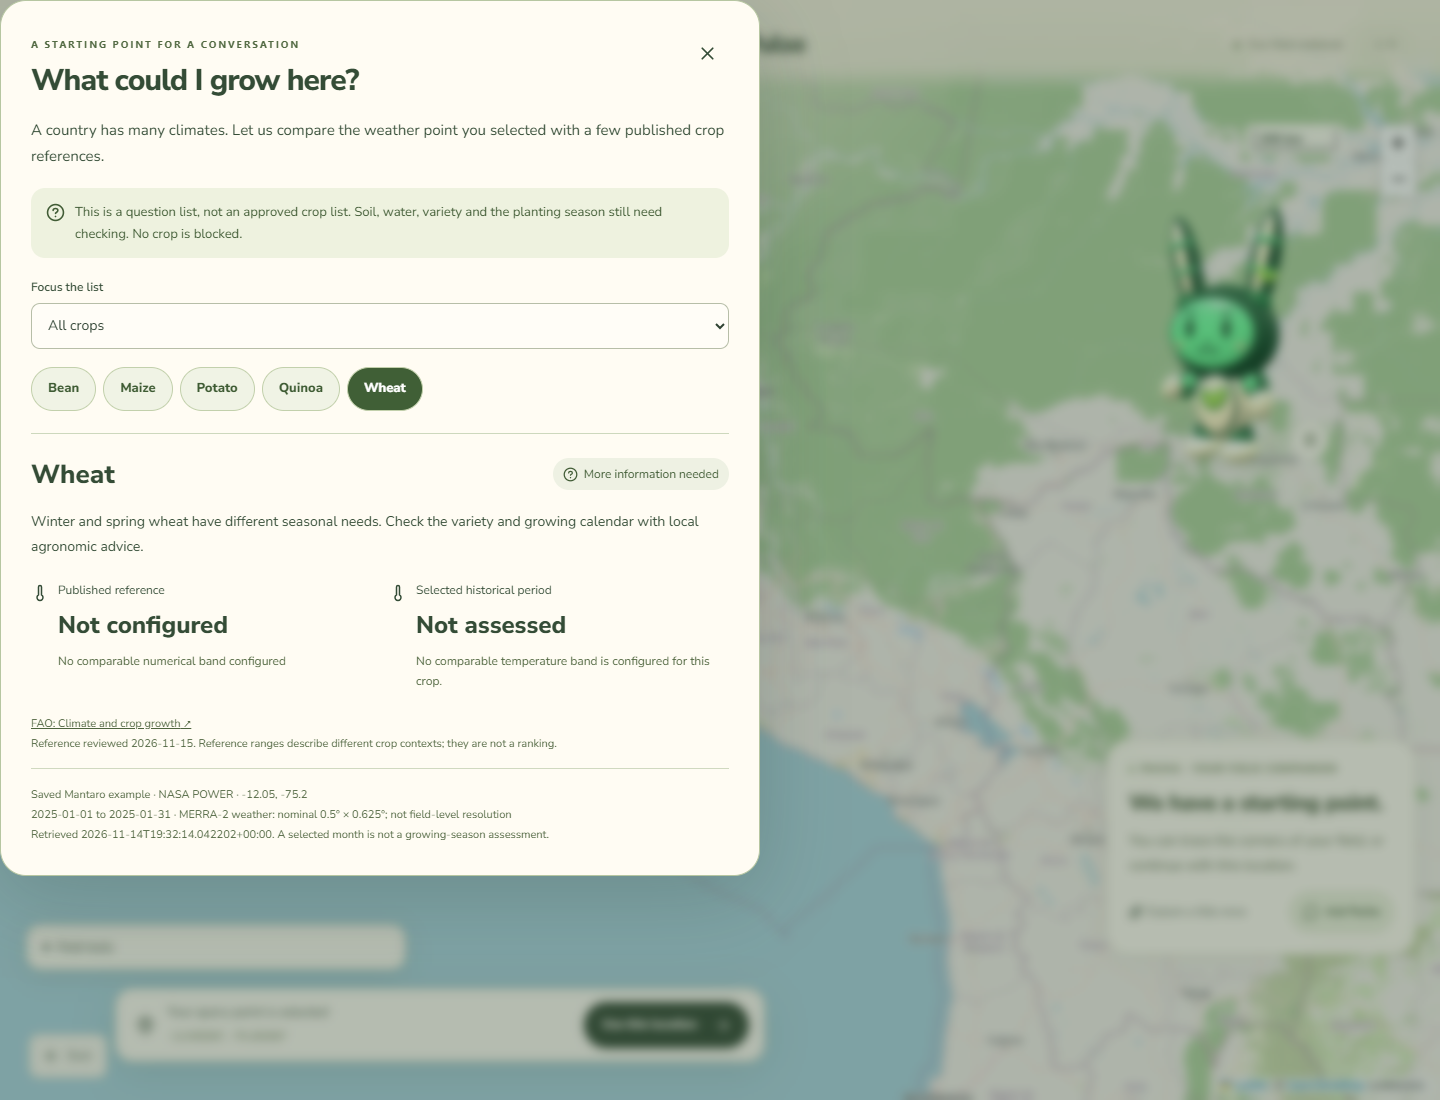 A STARTING POINT FOR A CONVERSATION
What could I grow here?
A country has many climates. Let us compare the weather point you selected with a few published crop
references.
This is a question list, not an approved crop list. Soil, water, variety and the planting season still need
checking. No crop is blocked.
Focus the list
All crops
Bean
Maize
Potato
Quinoa
Wheat
Wheat
More information needed
Winter and spring wheat have different seasonal needs. Check the variety and growing calendar with local
agronomic advice.
Published reference
Not configured
No comparable numerical band configured
Selected historical period
Not assessed
No comparable temperature band is configured for this
crop.
FAO: Climate and crop growth ↗
Reference reviewed 2026-11-15. Reference ranges describe different crop contexts; they are not a ranking.
Saved Mantaro example · NASA POWER · -12.05, -75.2
2025-01-01 to 2025-01-31 · MERRA-2 weather: nominal 0.5° × 0.625°; not field-level resolution
Retrieved 2026-11-14T19:32:14.042202+00:00. A selected month is not a growing-season assessment.
We have a starting point.